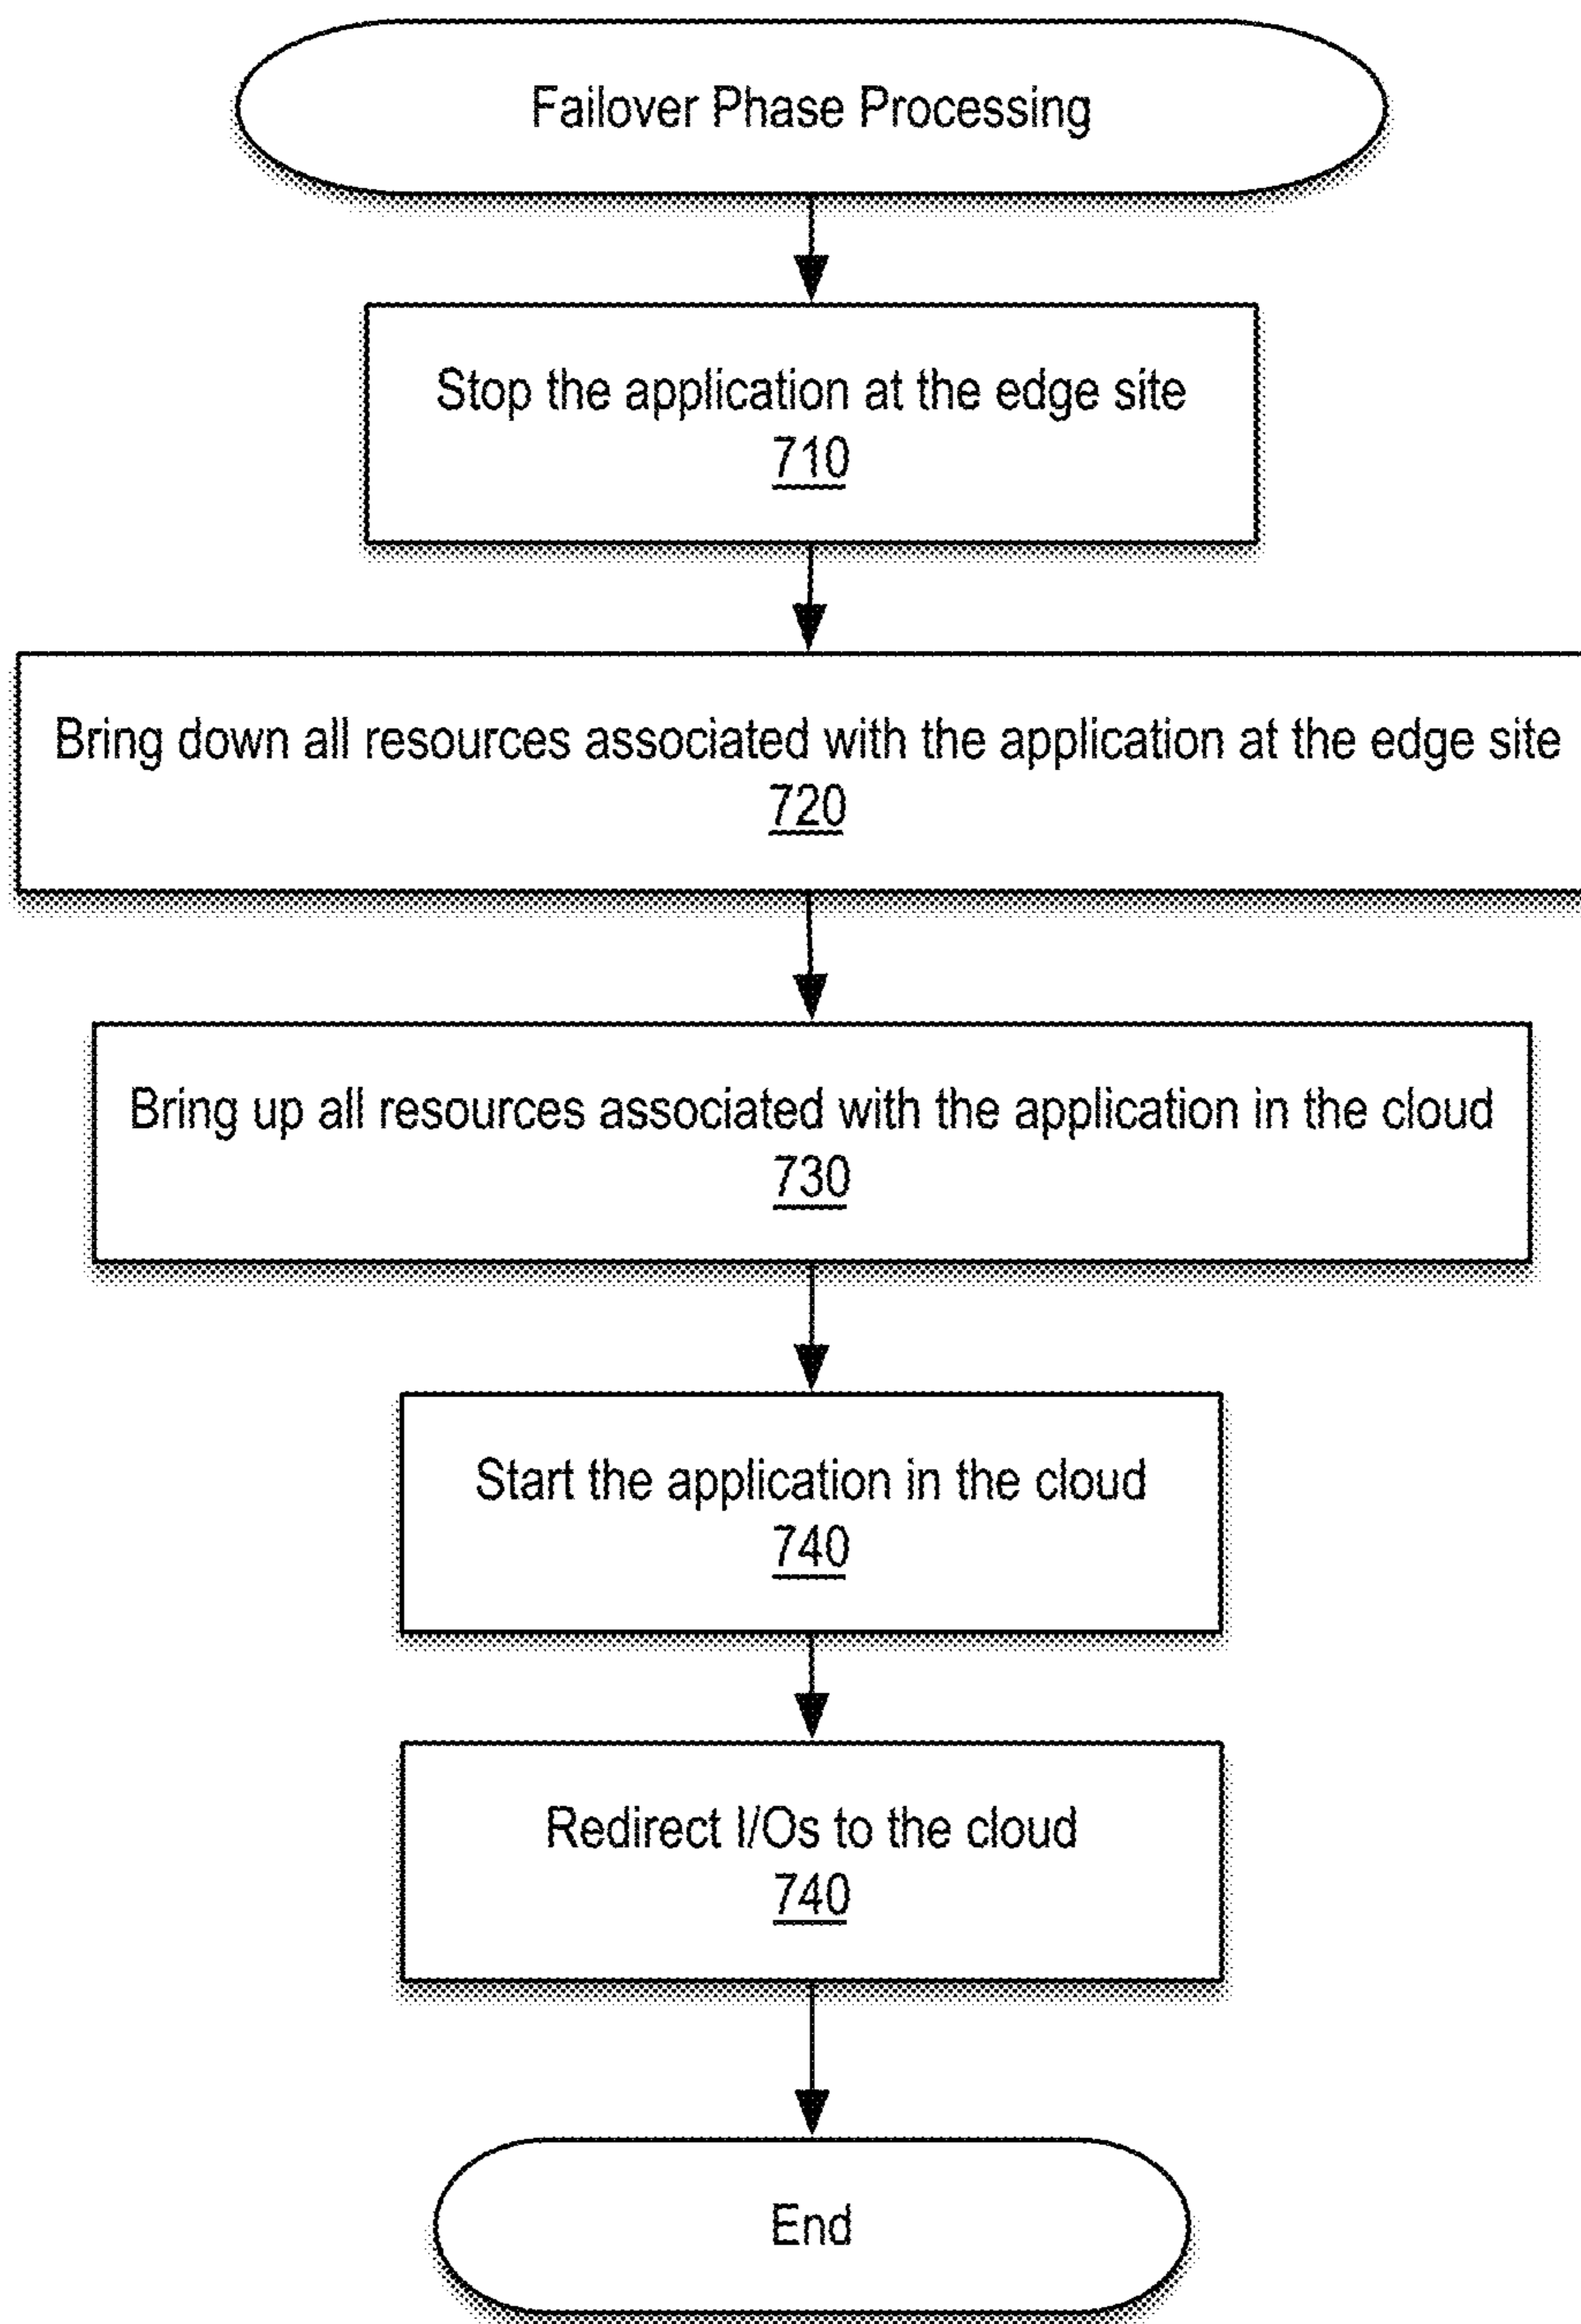 Failover Phase Processing
Stop the application at the edge site
710
Bring down all resources associated with the application at the edge site
720
Bring up all resources associated with the application in the cloud
730
Start the application in the cloud
740
Redirect I/Os to the cloud
740
End